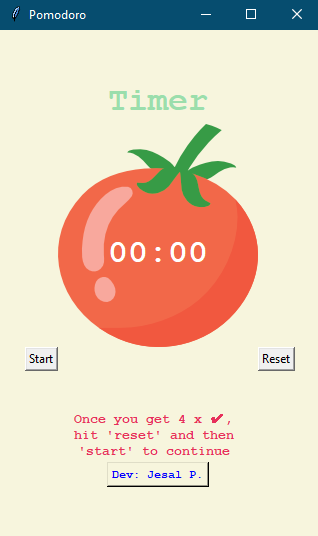 Pomodoro
Timer
00:00
Start
Reset
Once you get 4 x ✔,
hit 'reset' and then
'start' to continue
Dev: Jesal P.